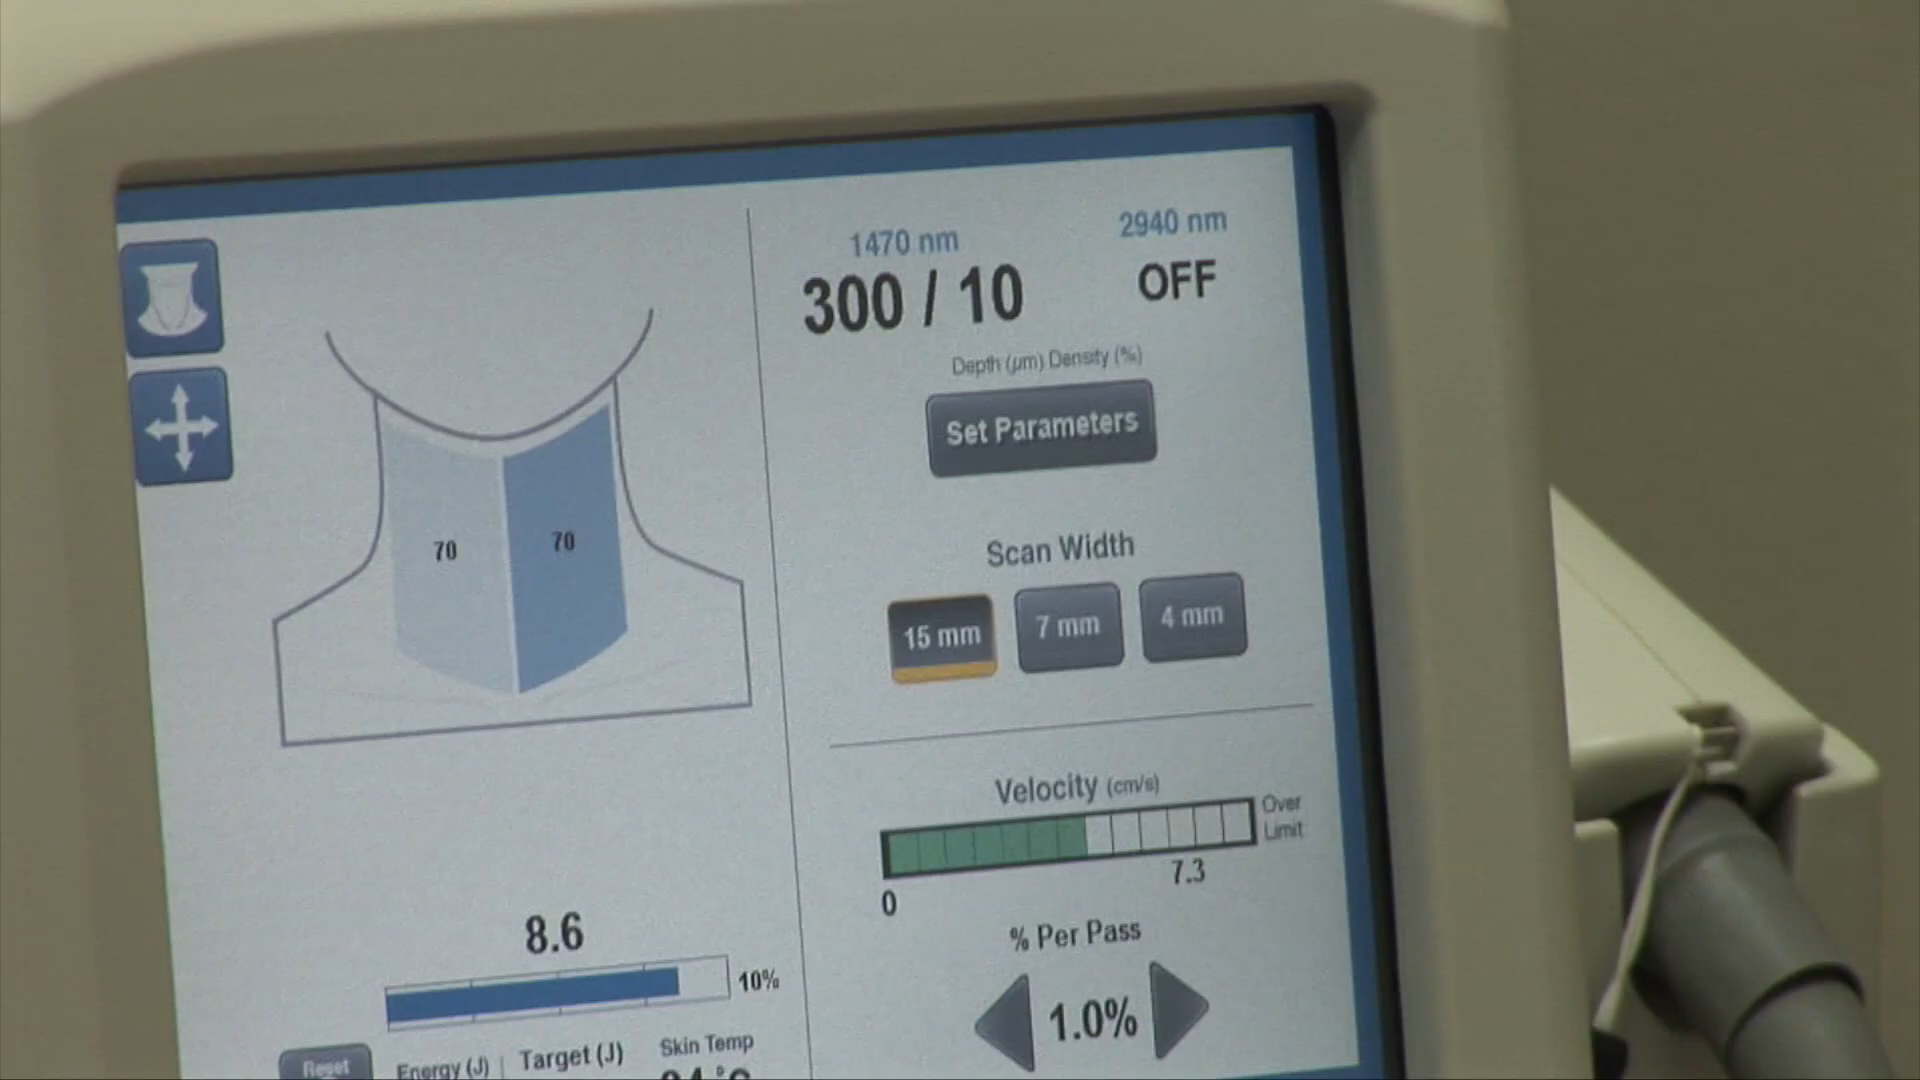 1470 nm
2940 nm
300 / 10
OFF
Depth (µm) Density (%)
Set Parameters
70
70
Scan Width
15 mm
7 mm
4 mm
Velocity (cm/s)
Over
Limit
0
7.3
8.6
10%
% Per Pass
1.0%
Reset
Energy (J)
Target (J)
Skin Temp